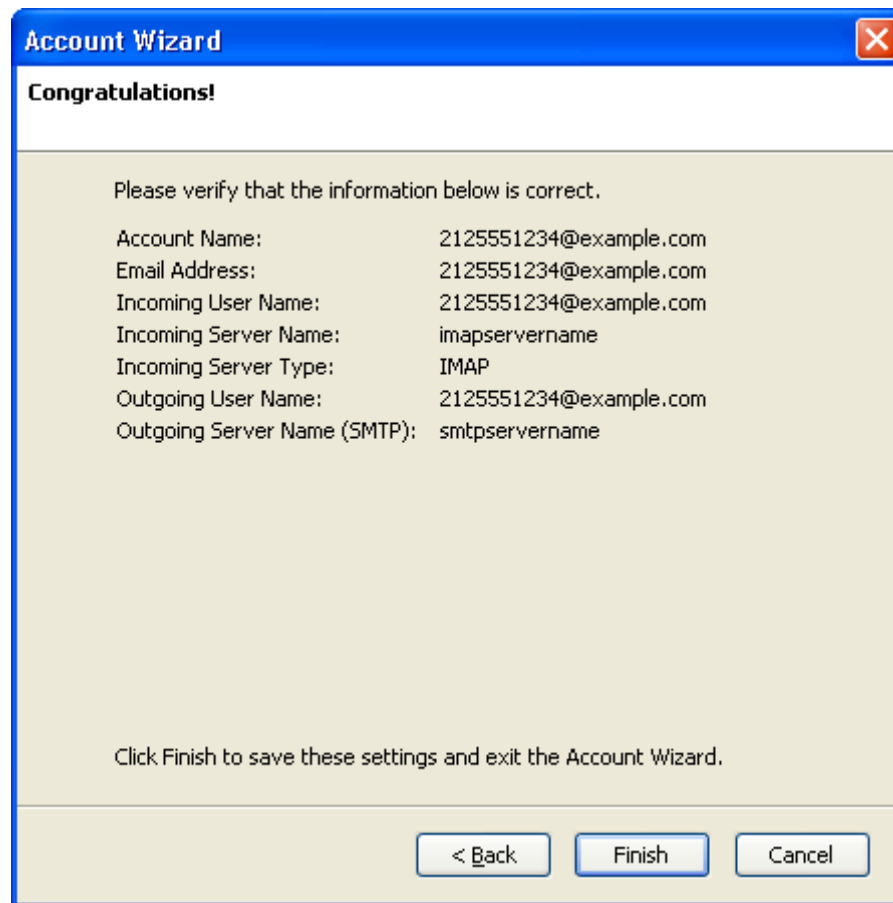 Account Wizard
Congratulations!
Please verify that the information below is correct.
Account Name: 2125551234@example.com
Email Address: 2125551234@example.com
Incoming User Name: 2125551234@example.com
Incoming Server Name: imapservername
Incoming Server Type: IMAP
Outgoing User Name: 2125551234@example.com
Outgoing Server Name (SMTP): smtpservername
Click Finish to save these settings and exit the Account Wizard.
< Back Finish Cancel